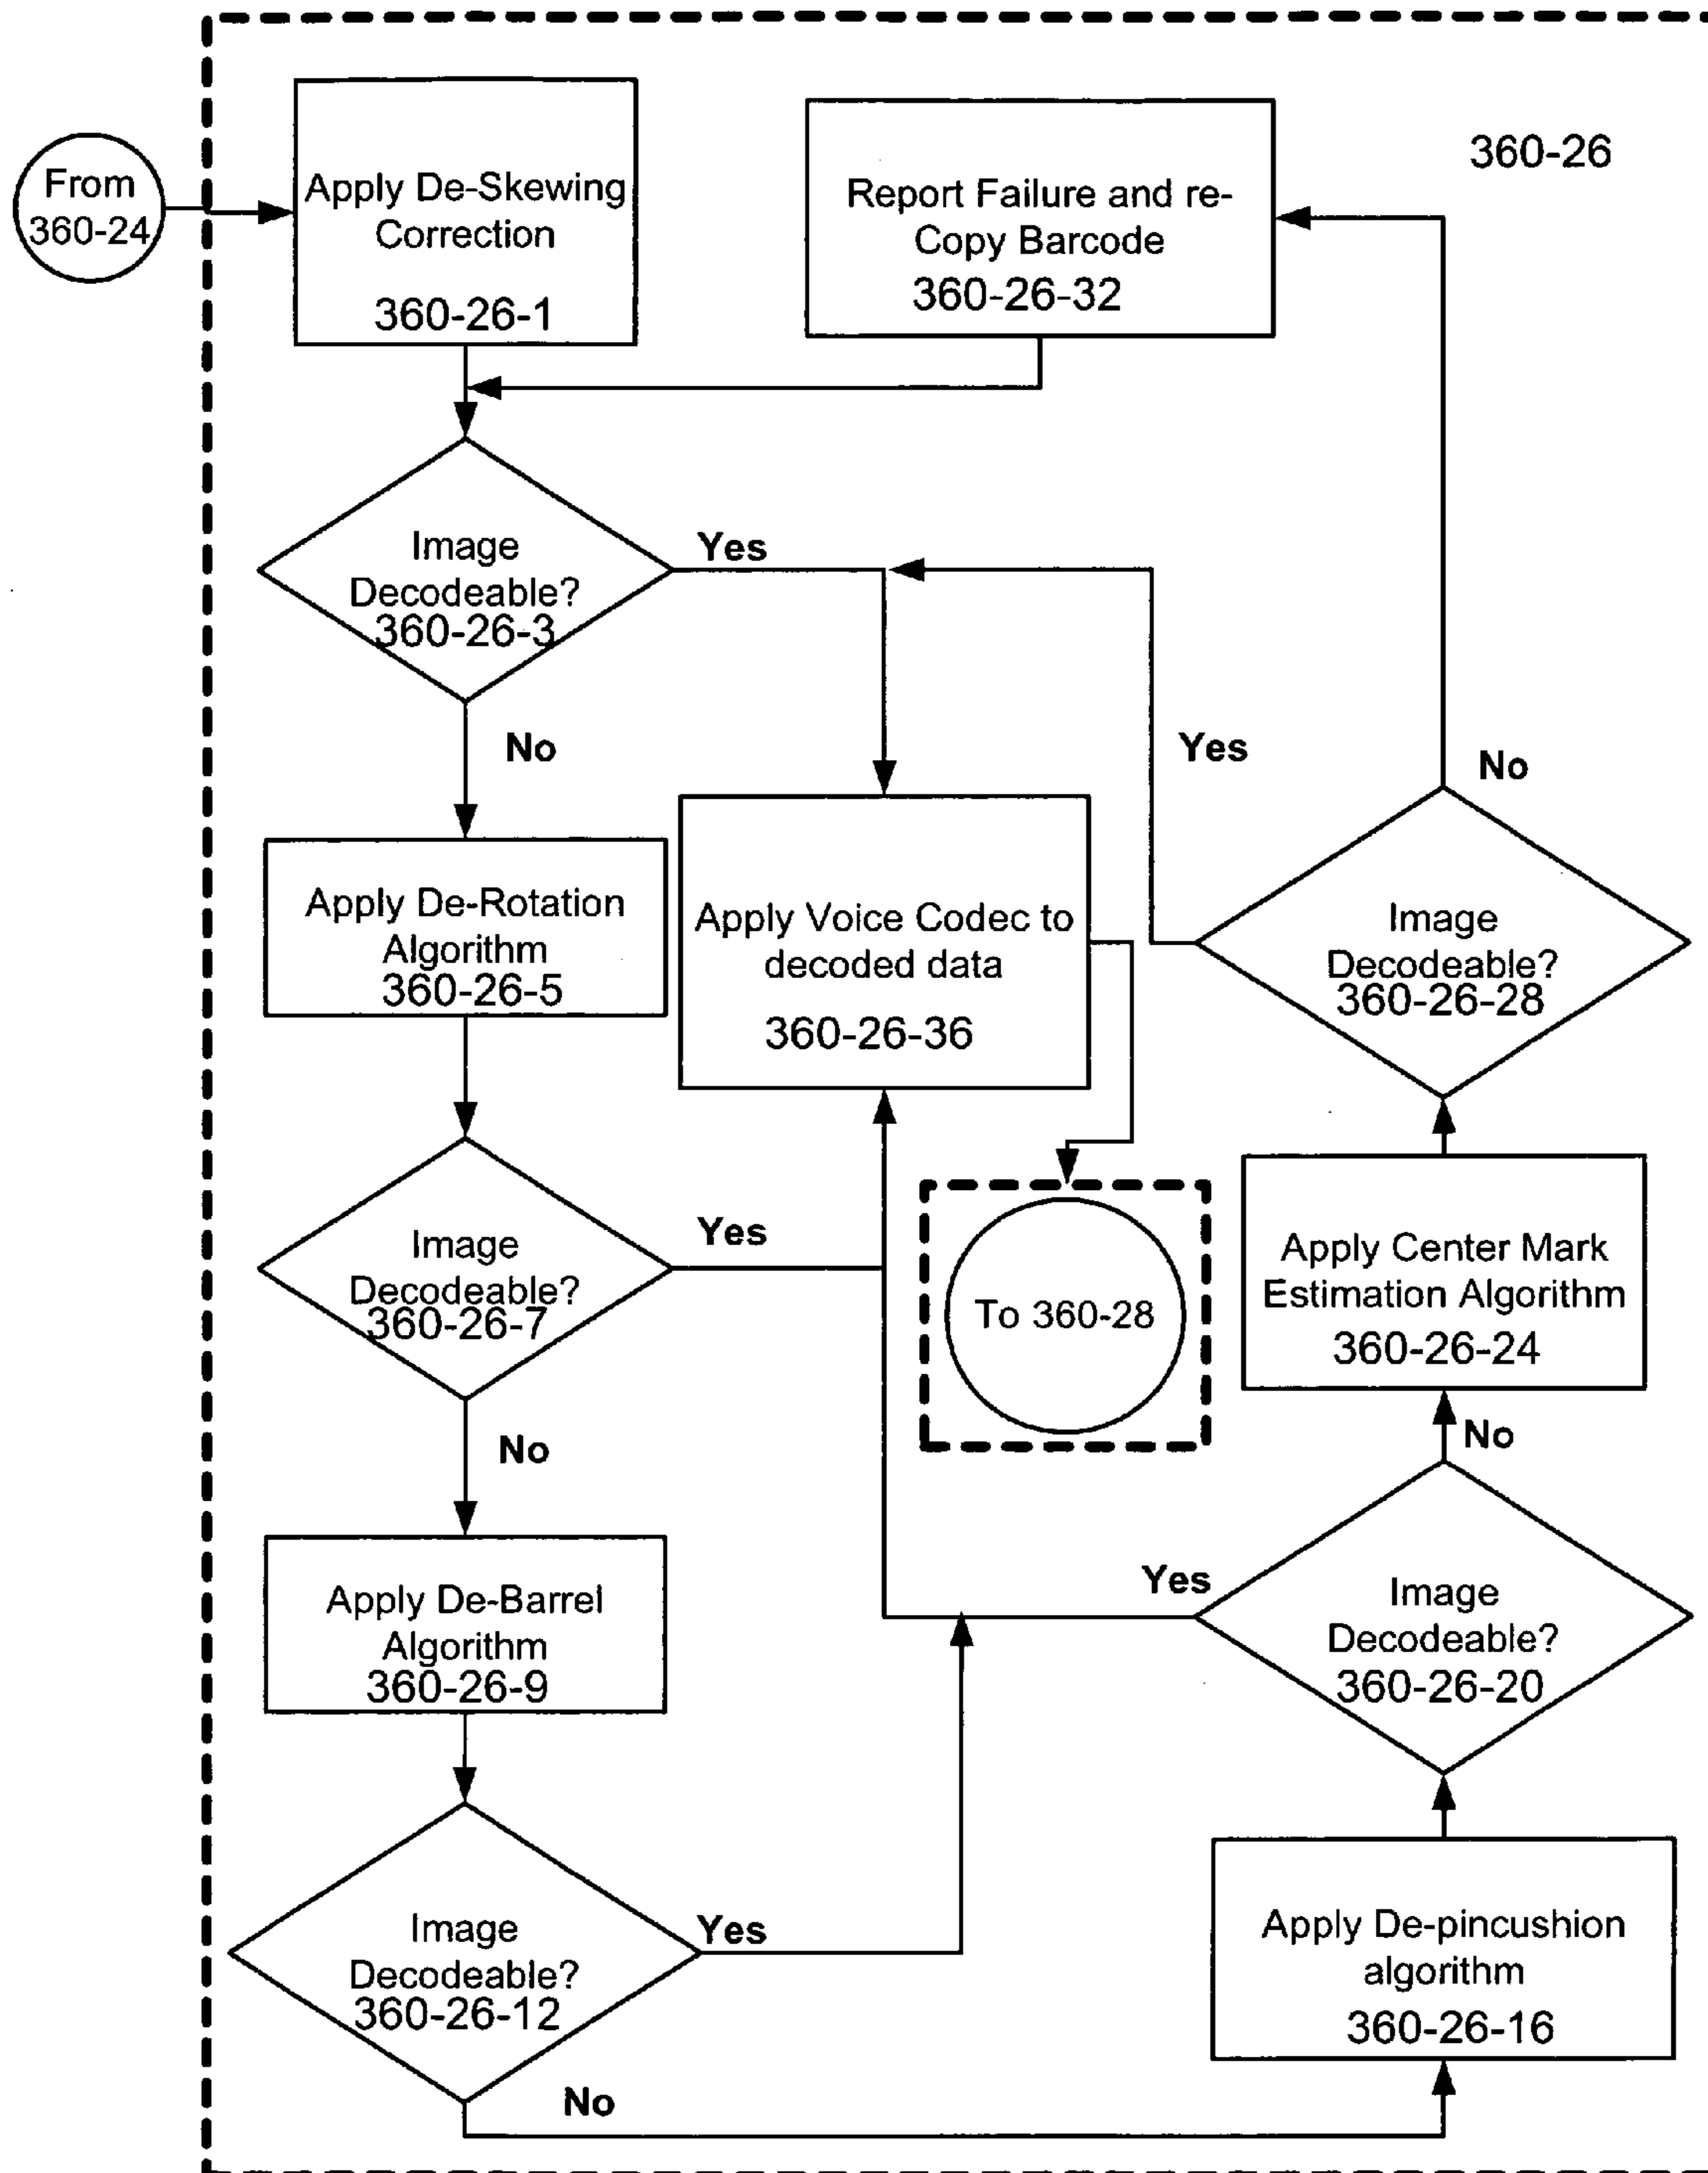 From
360-24
Apply De-Skewing
Correction
360-26-1
Report Failure and re-
Copy Barcode
360-26-32
360-26
Image
Decodeable?
360-26-3
Yes
No
Yes
No
Apply De-Rotation
Algorithm
360-26-5
Apply Voice Codec to
decoded data
360-26-36
Image
Decodeable?
360-26-28
Image
Decodeable?
360-26-7
Yes
No
To 360-28
Apply Center Mark
Estimation Algorithm
360-26-24
No
Apply De-Barrel
Algorithm
360-26-9
Yes
Image
Decodeable?
360-26-20
Image
Decodeable?
360-26-12
Yes
No
Apply De-pincushion
algorithm
360-26-16